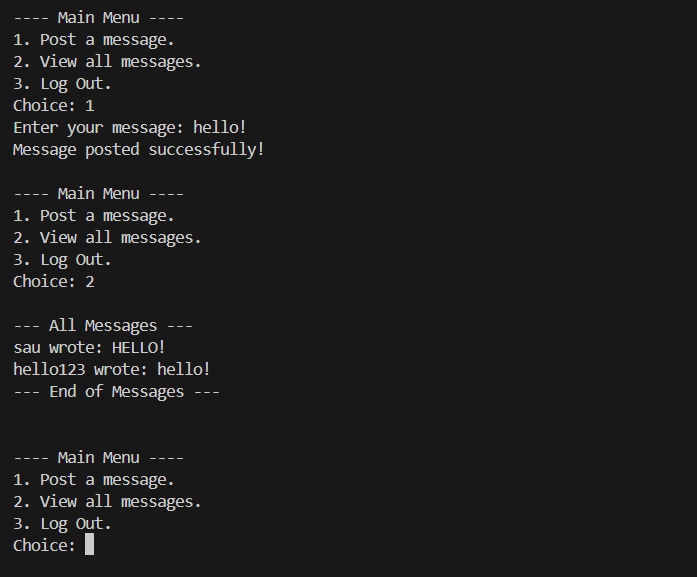 ---- Main Menu ----
1. Post a message.
2. View all messages.
3. Log Out.
Choice: 1
Enter your message: hello!
Message posted successfully!
---- Main Menu ----
1. Post a message.
2. View all messages.
3. Log Out.
Choice: 2
--- All Messages ---
sau wrote: HELLO!
hello123 wrote: hello!
--- End of Messages ---
---- Main Menu ----
1. Post a message.
2. View all messages.
3. Log Out.
Choice: